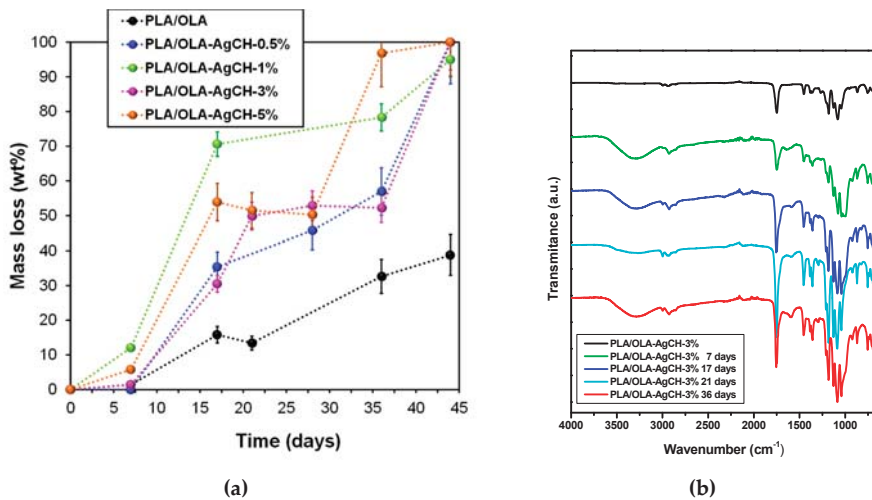 PLA/OLA
PLA/OLA-AgCH-0.5%
PLA/OLA-AgCH-1%
PLA/OLA-AgCH-3%
PLA/OLA-AgCH-5%
Mass loss (wt%)
100
90
80
70
60
50
40
30
20
10
0
0 5 10 15 20 25 30 35 40 45
Time (days)
(a)
Transmitance (a.u.)
PLA/OLA-AgCH-3%
PLA/OLA-AgCH-3% 7 days
PLA/OLA-AgCH-3% 17 days
PLA/OLA-AgCH-3% 21 days
PLA/OLA-AgCH-3% 36 days
4000 3500 3000 2500 2000 1500 1000
Wavenumber (cm-1)
(b)